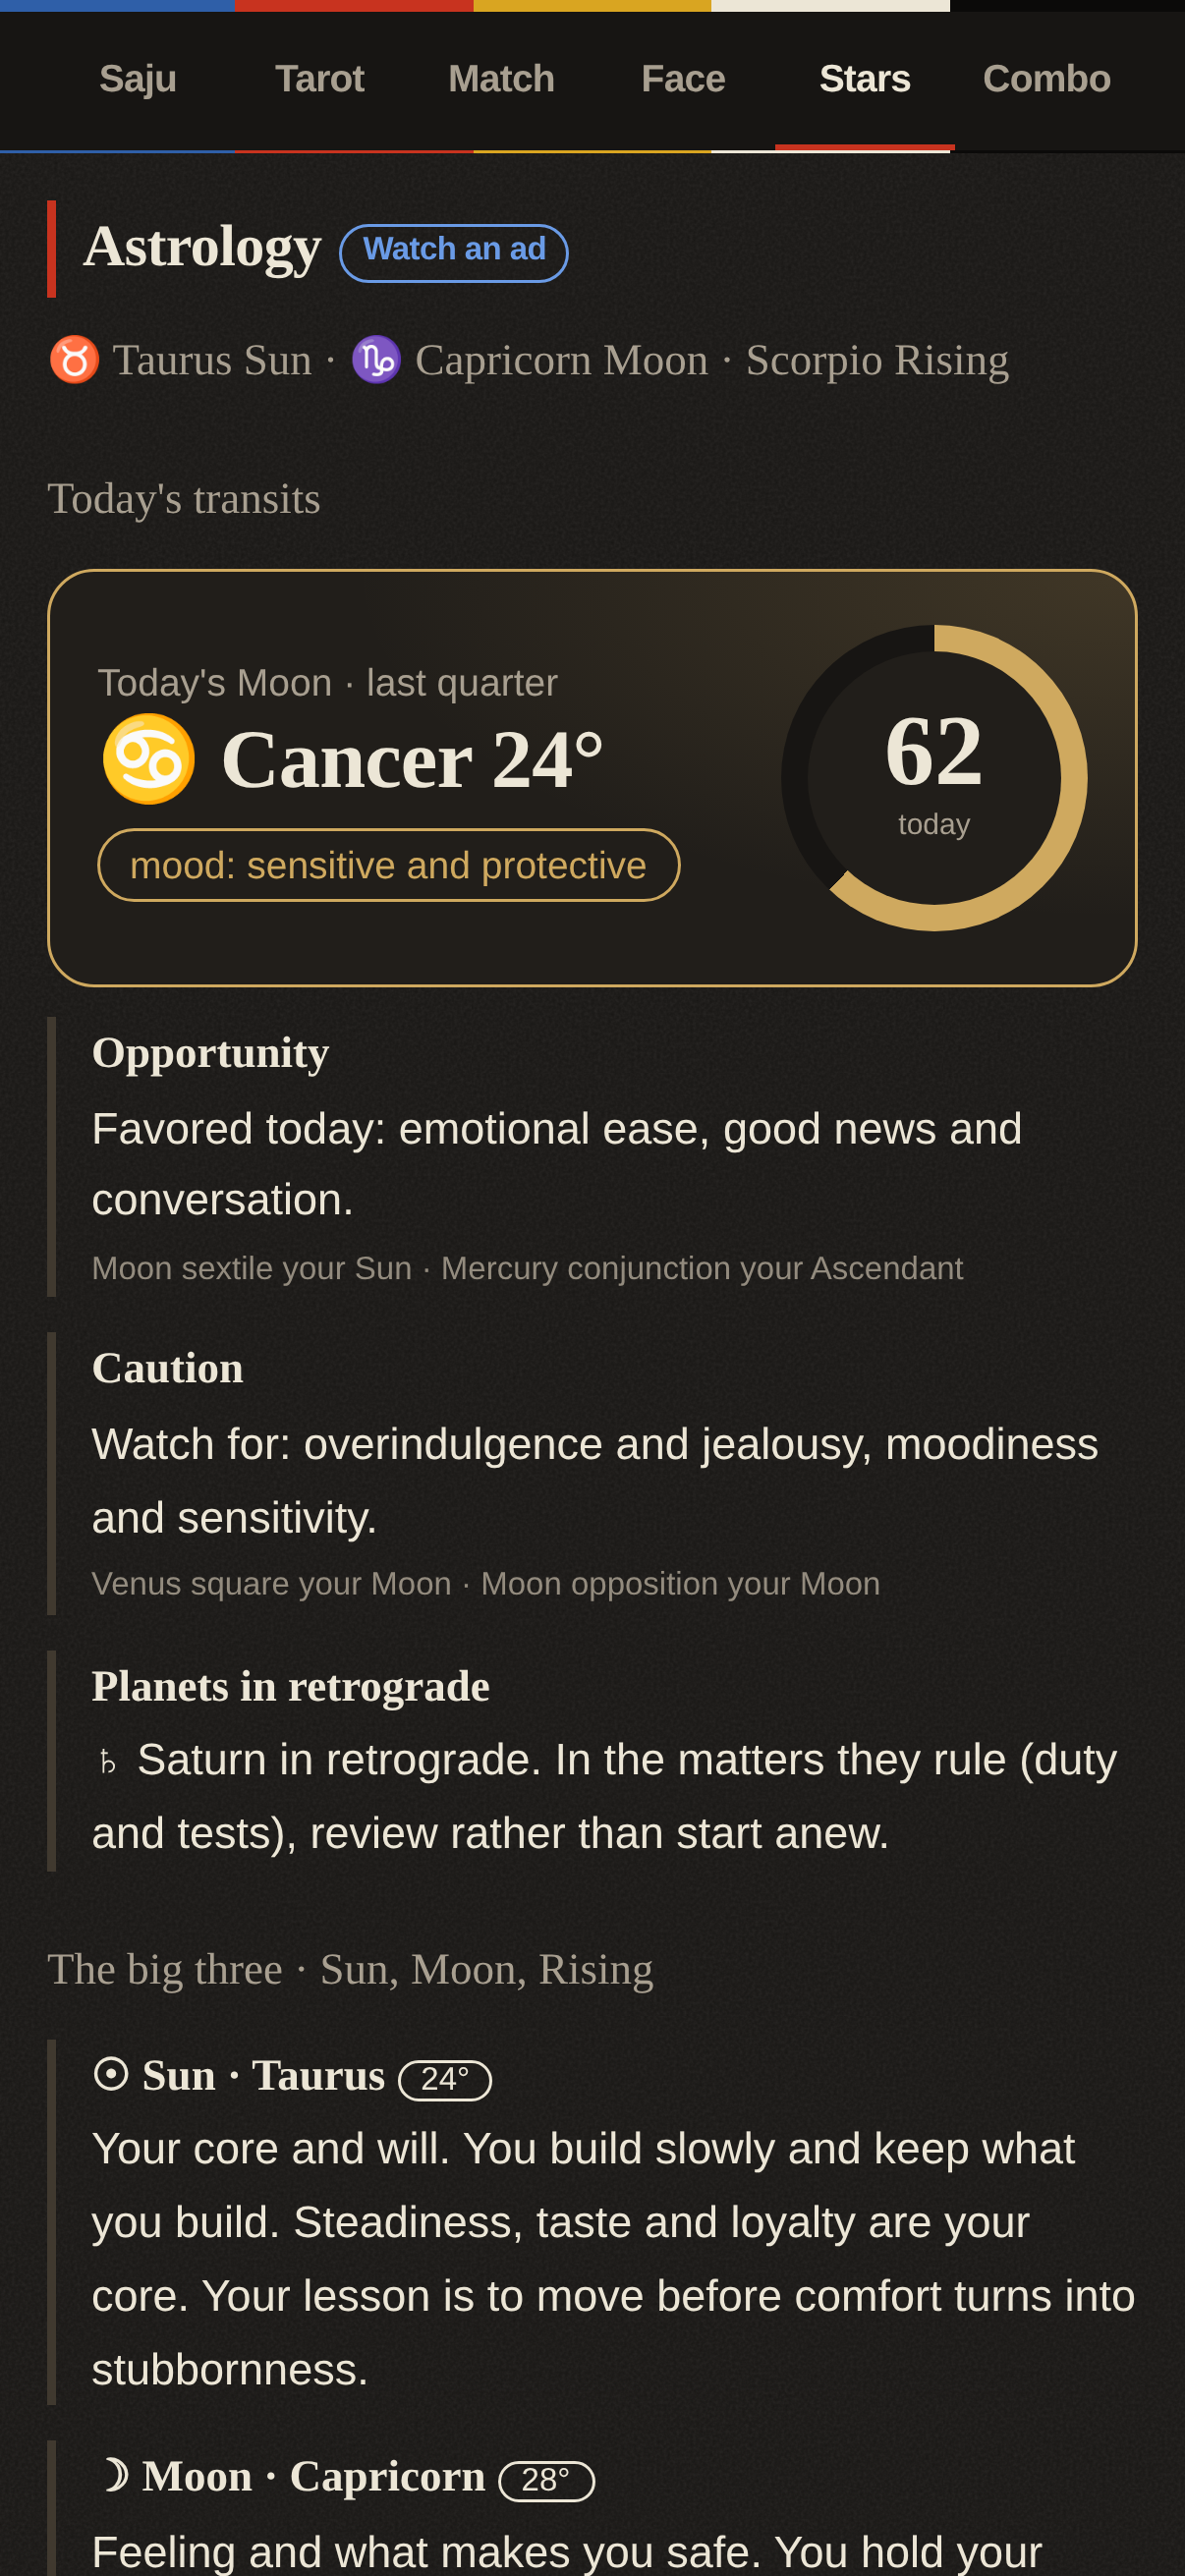 Saju Tarot Match Face Stars Combo
Astrology Watch an ad
♉ Taurus Sun · ♑ Capricorn Moon · Scorpio Rising
Today's transits
Today's Moon · last quarter
♋ Cancer 24°
mood: sensitive and protective
62
today
Opportunity
Favored today: emotional ease, good news and
conversation.
Moon sextile your Sun · Mercury conjunction your Ascendant
Caution
Watch for: overindulgence and jealousy, moodiness
and sensitivity.
Venus square your Moon · Moon opposition your Moon
Planets in retrograde
♄ Saturn in retrograde. In the matters they rule (duty
and tests), review rather than start anew.
The big three · Sun, Moon, Rising
☉ Sun · Taurus 24°
Your core and will. You build slowly and keep what
you build. Steadiness, taste and loyalty are your
core. Your lesson is to move before comfort turns into
stubbornness.
☽ Moon · Capricorn 28°
Feeling and what makes you safe. You hold your